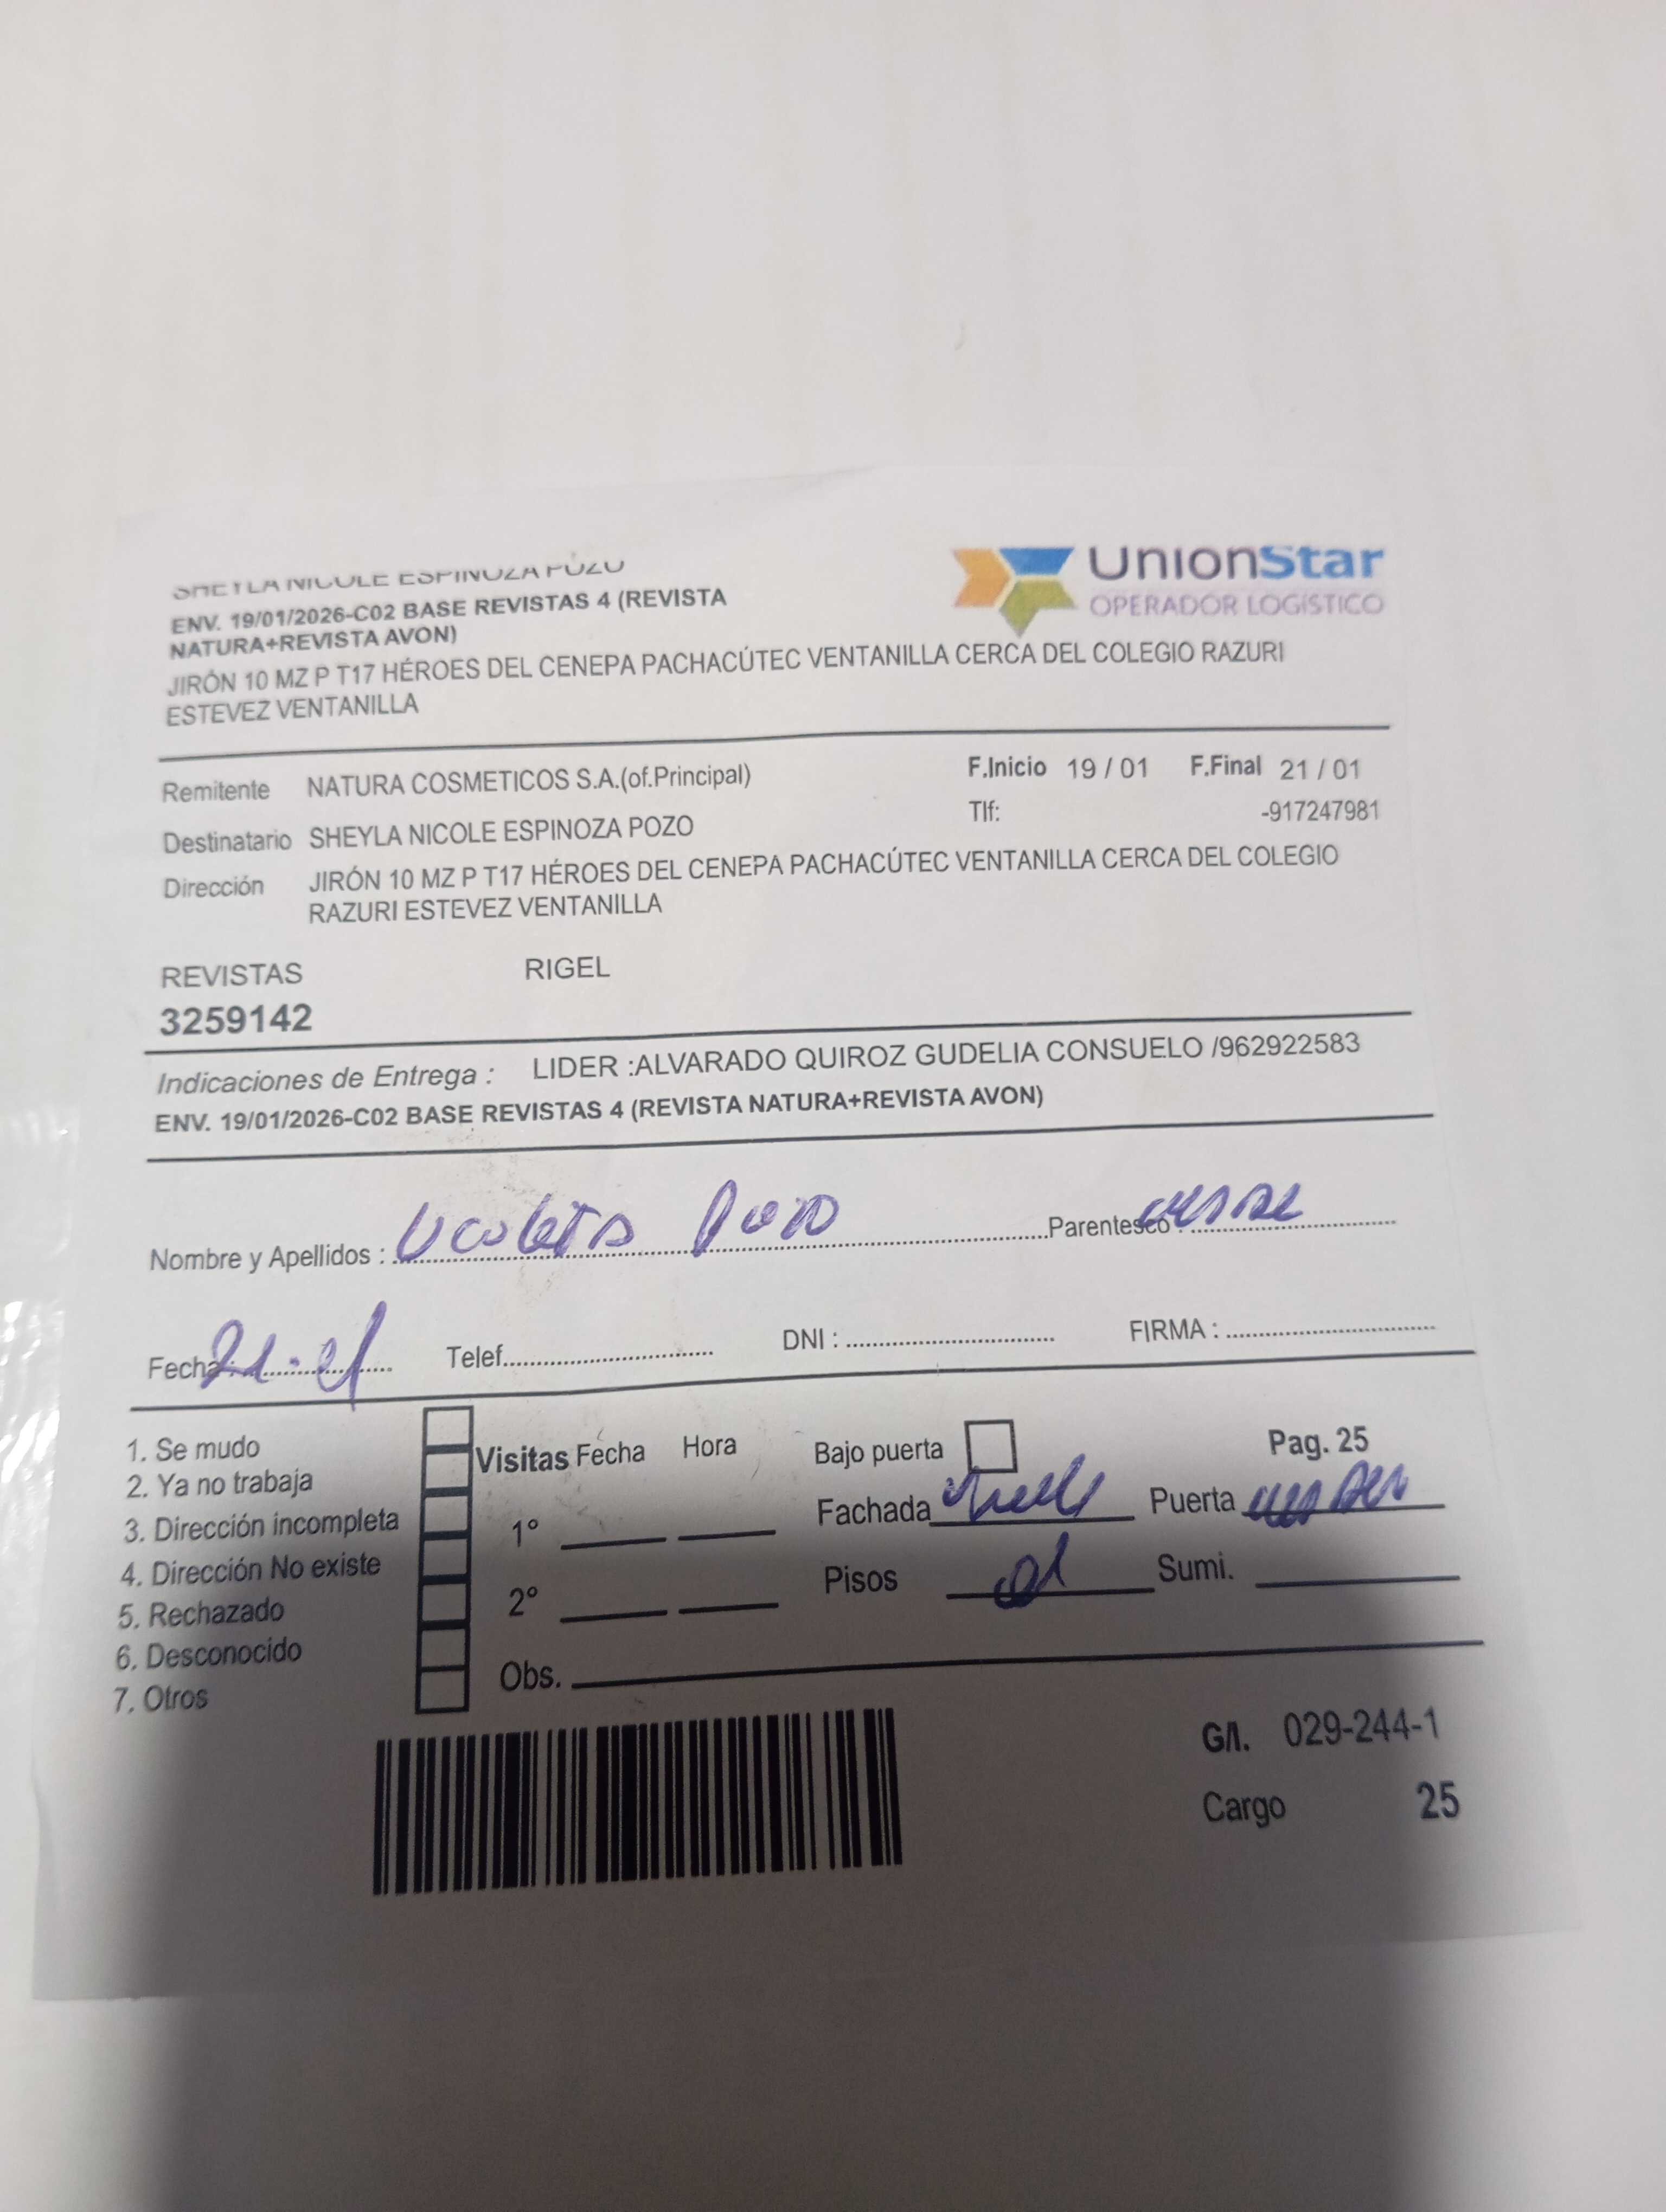 SHEYLA NICOLE ESPINOZA POZO
UnionStar
OPERADOR LOGÍSTICO
ENV. 19/01/2026-C02 BASE REVISTAS 4 (REVISTA
NATURA+REVISTA AVON)
JIRÓN 10 MZ P T17 HÉROES DEL CENEPA PACHACÚTEC VENTANILLA CERCA DEL COLEGIO RAZURI
ESTEVEZ VENTANILLA
Remitente NATURA COSMETICOS S.A.(of.Principal) F.Inicio 19 / 01 F.Final 21 / 01
Tlf: -917247981
Destinatario SHEYLA NICOLE ESPINOZA POZO
Dirección JIRÓN 10 MZ P T17 HÉROES DEL CENEPA PACHACÚTEC VENTANILLA CERCA DEL COLEGIO
RAZURI ESTEVEZ VENTANILLA
REVISTAS RIGEL
3259142
Indicaciones de Entrega : LIDER :ALVARADO QUIROZ GUDELIA CONSUELO /962922583
ENV. 19/01/2026-C02 BASE REVISTAS 4 (REVISTA NATURA+REVISTA AVON)
Nombre y Apellidos : Pozo Parentesco :
Fecha : 21-01 Telef. DNI : FIRMA :
1. Se mudo
2. Ya no trabaja
3. Dirección incompleta
4. Dirección No existe
5. Rechazado
6. Desconocido
7. Otros
Visitas Fecha Hora
1°
2°
Obs.
Bajo puerta Pag. 25
Fachada Puerta
Pisos 01 Sumi.
G/I. 029-244-1
Cargo 25